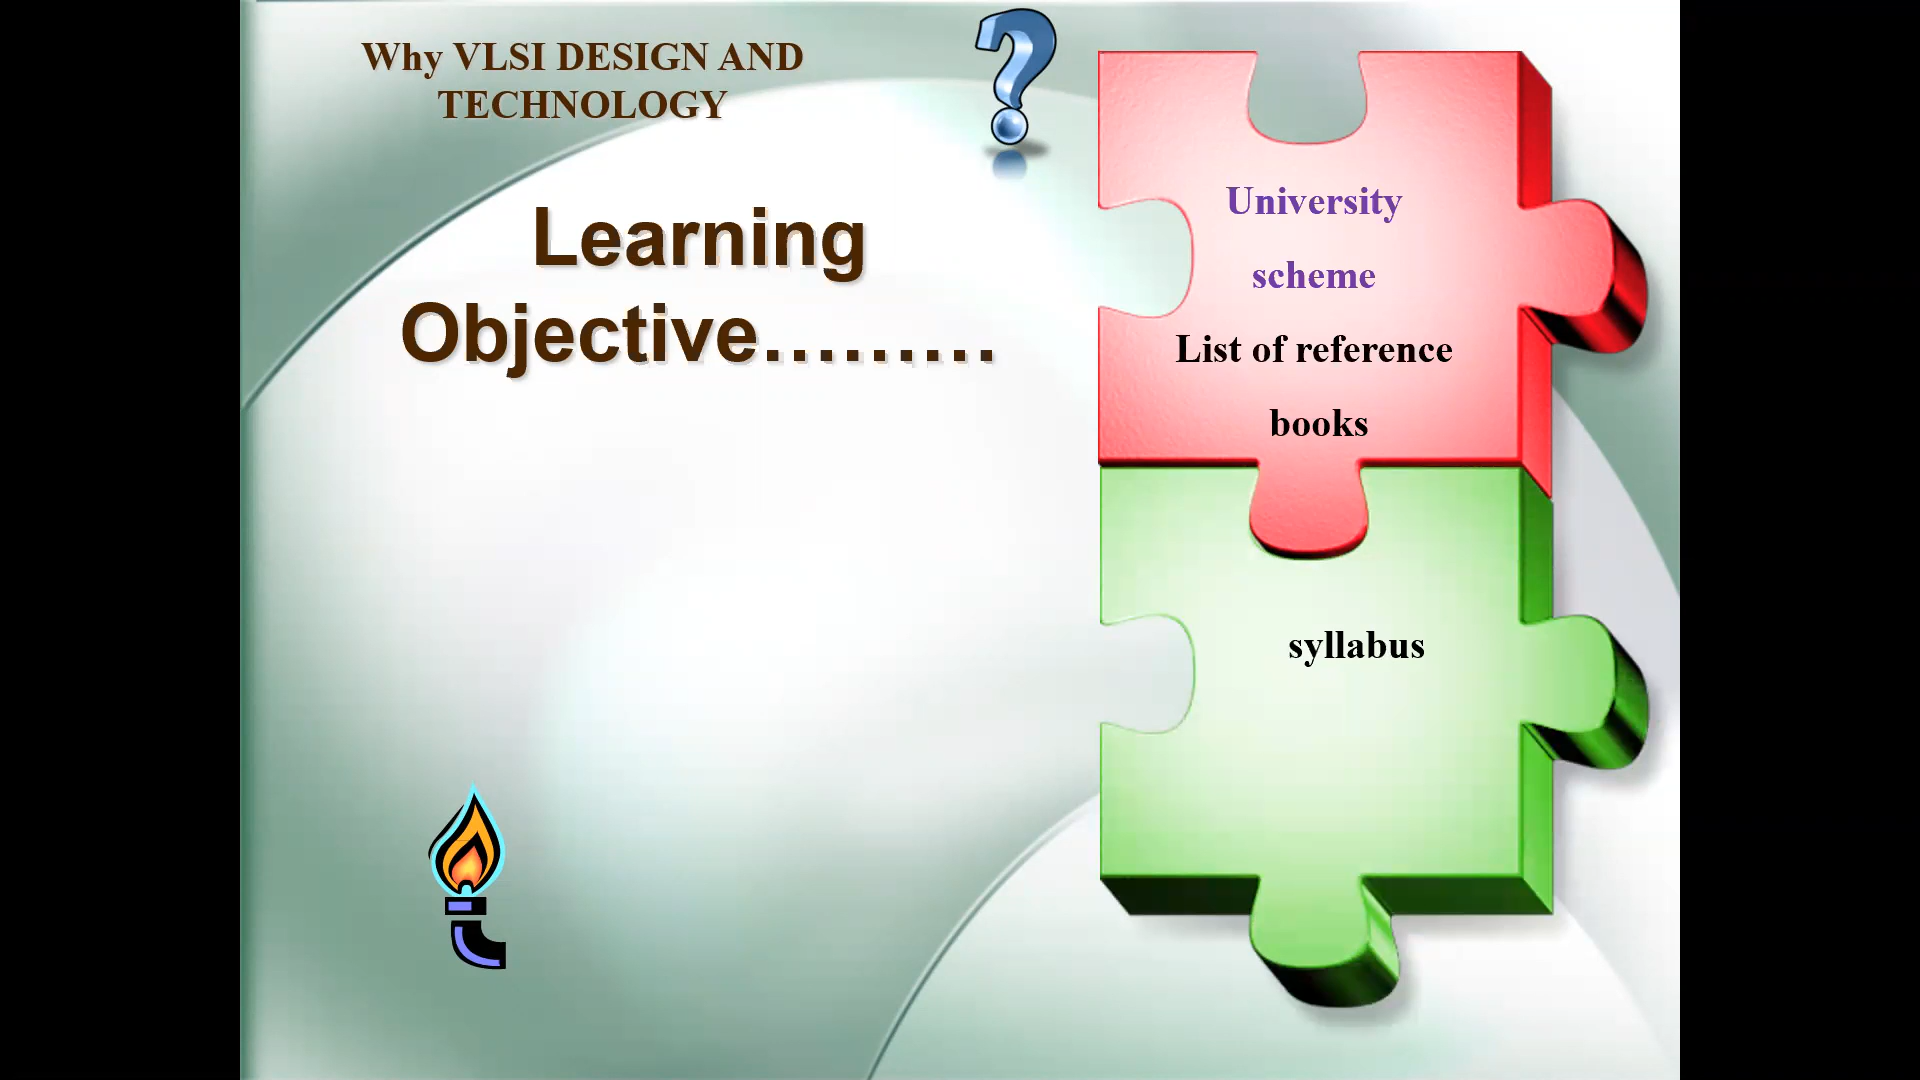 Why VLSI DESIGN AND
TECHNOLOGY
Learning
Objective………
University
scheme
List of reference
books
syllabus